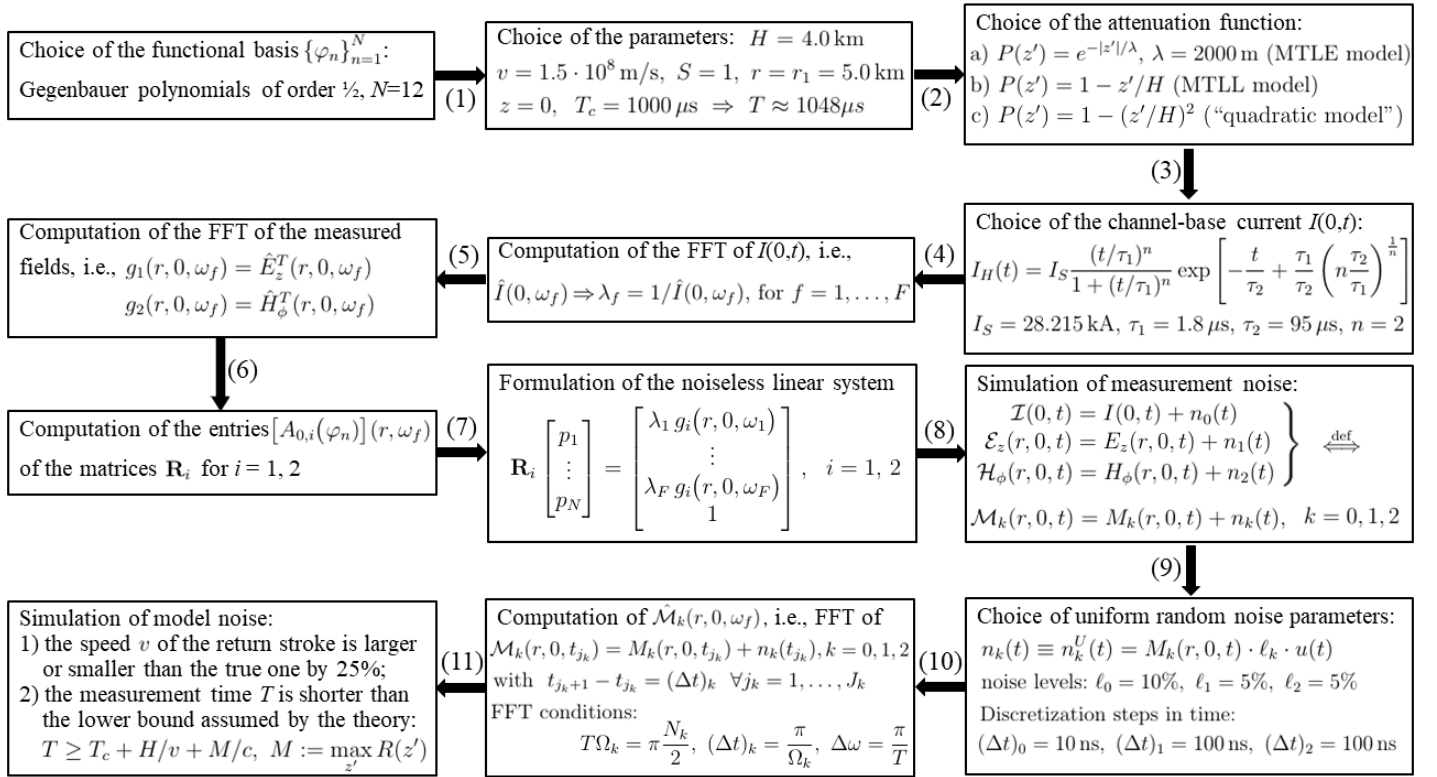 Choice of the functional basis {φₙ}ᴺₙ₌₁:
Gegenbauer polynomials of order ½, N=12
(1)
Choice of the parameters: H = 4.0 km
v = 1.5 · 10⁸ m/s, S = 1, r = r₁ = 5.0 km
z = 0, T_c = 1000 μs ⇒ T ≈ 1048μs
(2)
Choice of the attenuation function:
a) P(z′) = e^{−|z′|/λ}, λ = 2000 m (MTLE model)
b) P(z′) = 1 − z′/H (MTLL model)
c) P(z′) = 1 − (z′/H)² (“quadratic model”)
(3)
Choice of the channel-base current I(0,t):
I_H(t) = I_S (t/τ₁)ⁿ / (1 + (t/τ₁)ⁿ) exp [ −t/τ₂ + τ₁/τ₂ (n τ₂/τ₁)^{1/n} ]
I_S = 28.215 kA, τ₁ = 1.8 μs, τ₂ = 95 μs, n = 2
(4)
Computation of the FFT of I(0,t), i.e.,
Î(0, ω_f) ⇒ λ_f = 1/Î(0, ω_f), for f = 1, . . . , F
(5)
Computation of the FFT of the measured
fields, i.e., g₁(r, 0, ω_f) = Ê_z^T(r, 0, ω_f)
g₂(r, 0, ω_f) = Ĥ_ϕ^T(r, 0, ω_f)
(6)
Computation of the entries [A_{0,i}(φₙ)] (r, ω_f)
of the matrices R_i for i = 1, 2
(7)
Formulation of the noiseless linear system
R_i [p₁ ⋮ p_N] = [λ₁ g_i(r, 0, ω₁) ⋮ λ_F g_i(r, 0, ω_F) 1] , i = 1, 2
(8)
Simulation of measurement noise:
ℐ(0, t) = I(0, t) + n₀(t)
ℰ_z(r, 0, t) = E_z(r, 0, t) + n₁(t)
ℋ_ϕ(r, 0, t) = H_ϕ(r, 0, t) + n₂(t)
} ⟺^{def}
ℳ_k(r, 0, t) = M_k(r, 0, t) + n_k(t), k = 0, 1, 2
(9)
Choice of uniform random noise parameters:
n_k(t) ≡ n_k^U(t) = M_k(r, 0, t) · ℓ_k · u(t)
noise levels: ℓ₀ = 10%, ℓ₁ = 5%, ℓ₂ = 5%
Discretization steps in time:
(Δt)₀ = 10 ns, (Δt)₁ = 100 ns, (Δt)₂ = 100 ns
(10)
Computation of ℳ̂_k(r, 0, ω_f), i.e., FFT of
ℳ_k(r, 0, t_{j_k}) = M_k(r, 0, t_{j_k}) + n_k(t_{j_k}), k = 0, 1, 2
with t_{j_k+1} − t_{j_k} = (Δt)_k ∀j_k = 1, . . . , J_k
FFT conditions:
TΩ_k = π N_k/2, (Δt)_k = π/Ω_k, Δω = π/T
(11)
Simulation of model noise:
1) the speed v of the return stroke is larger
or smaller than the true one by 25%;
2) the measurement time T is shorter than
the lower bound assumed by the theory:
T ≥ T_c + H/v + M/c, M := max_{z′} R(z′)